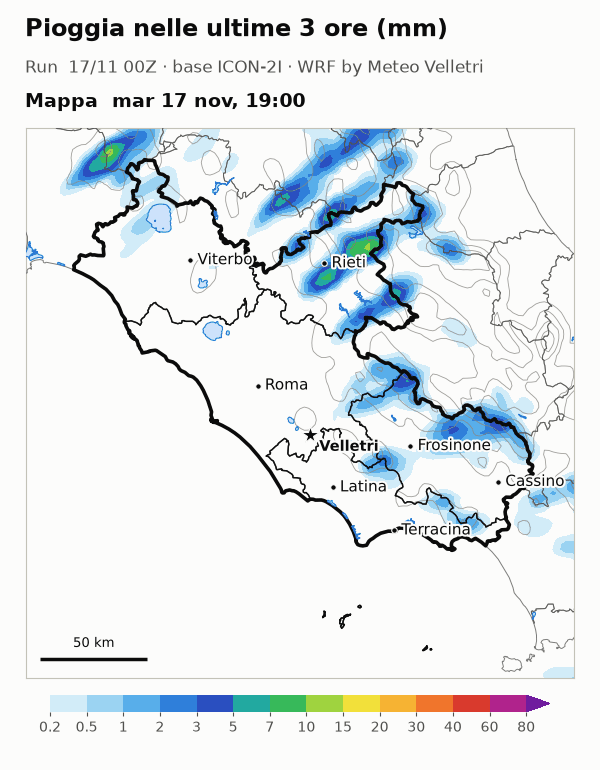 Pioggia nelle ultime 3 ore (mm)
Run  17/11 00Z · base ICON-2I · WRF by Meteo Velletri
Mappa  mar 17 nov, 19:00
Viterbo
Rieti
Roma
Velletri
Frosinone
Latina
Cassino
Terracina
50 km
0.2 0.5 1 2 3 5 7 10 15 20 30 40 60 80